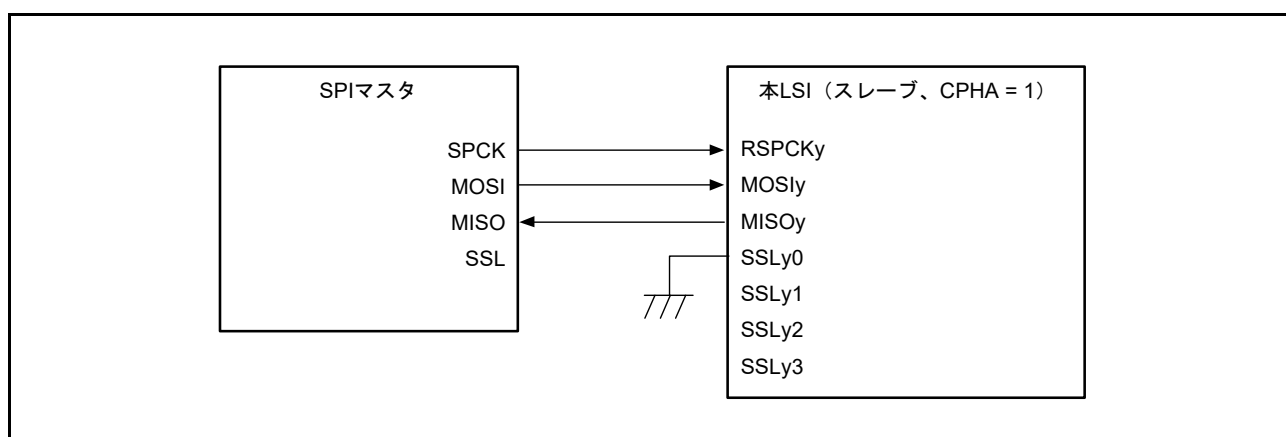 SPIマスタ
SPCK
MOSI
MISO
SSL
本LSI（スレーブ、CPHA = 1）
RSPCKy
MOSIy
MISOy
SSLy0
SSLy1
SSLy2
SSLy3